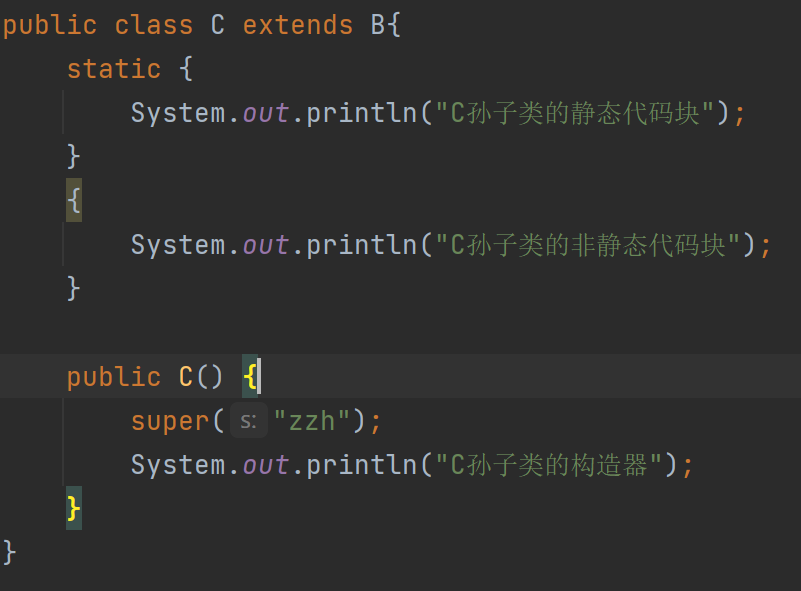 public class C extends B{
static {
System.out.println("C孙子类的静态代码块");
}
{
System.out.println("C孙子类的非静态代码块");
}
public C() {
super( s: "zzh");
System.out.println("C孙子类的构造器");
}
}